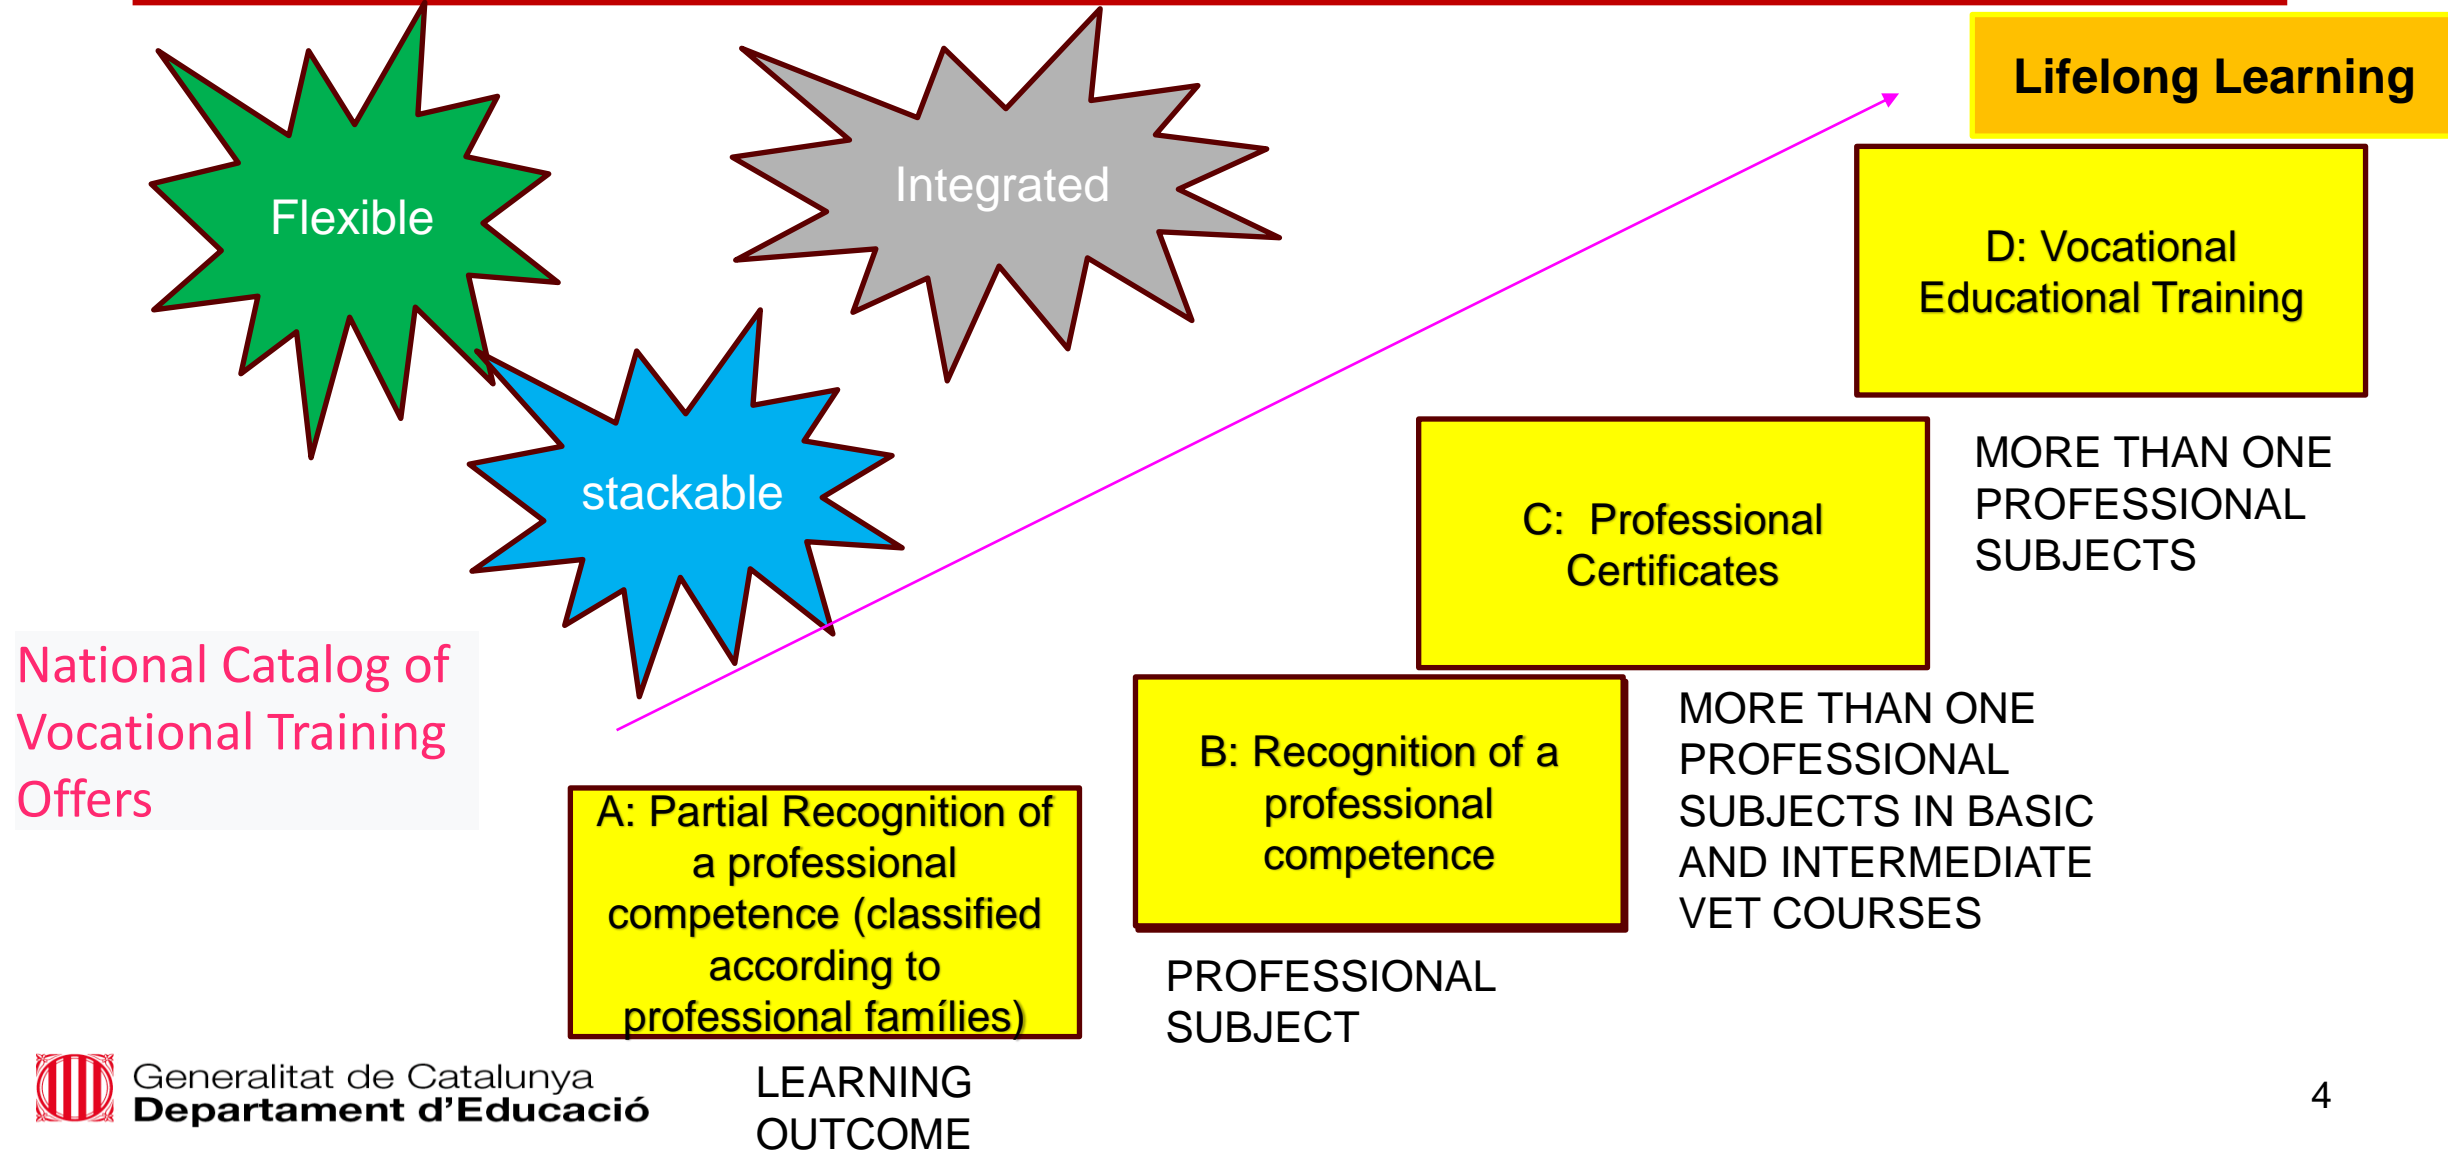 Lifelong Learning
Flexible
Integrated
stackable
D: Vocational
Educational Training
MORE THAN ONE
PROFESSIONAL
SUBJECTS
C:  Professional
Certificates
MORE THAN ONE
PROFESSIONAL
SUBJECTS IN BASIC
AND INTERMEDIATE
VET COURSES
B: Recognition of a
professional
competence
PROFESSIONAL
SUBJECT
National Catalog of
Vocational Training
Offers
A: Partial Recognition of
a professional
competence (classified
according to
professional famílies)
LEARNING
OUTCOME
Generalitat de Catalunya
Departament d’Educació
4